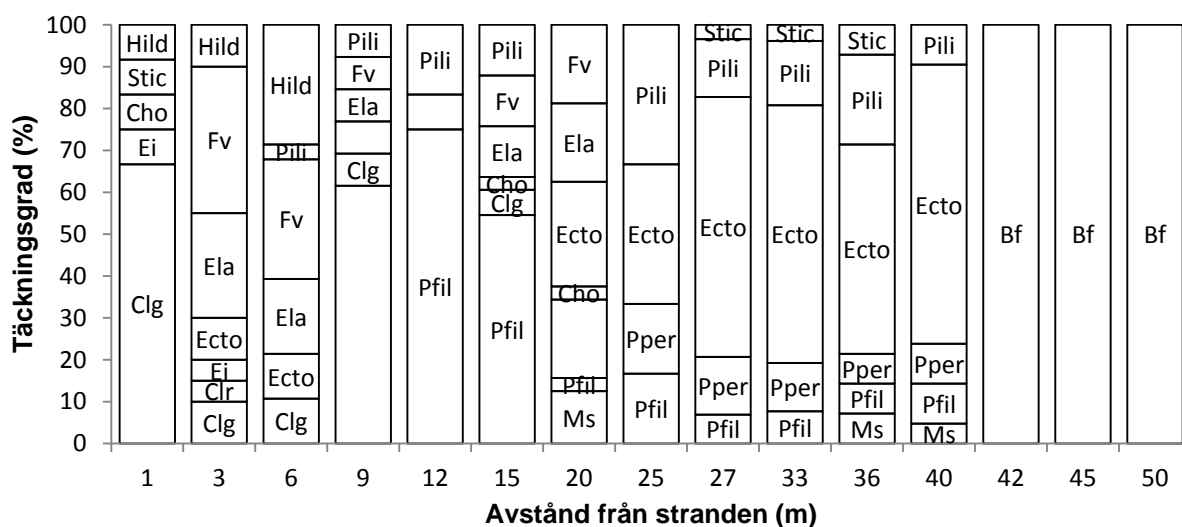 Täckningsgrad (%)
100
90
80
70
60
50
40
30
20
10
0
Hild
Stic
Cho
Ei
Clg
Hild
Fv
Ela
Ecto
Ei
Clr
Clg
Hild
Pili
Fv
Ela
Ecto
Clg
Pili
Fv
Ela
Clg
Pili
Pfil
Pili
Fv
Ela
Cho
Clg
Pfil
Fv
Ela
Ecto
Cho
Pfil
Ms
Pili
Ecto
Pper
Pfil
Stic
Pili
Ecto
Pper
Pfil
Stic
Pili
Ecto
Pper
Pfil
Stic
Pili
Ecto
Pper
Pfil
Ms
Pili
Ecto
Pper
Pfil
Ms
Bf
Bf
Bf
1 3 6 9 12 15 20 25 27 33 36 40 42 45 50
Avstånd från stranden (m)